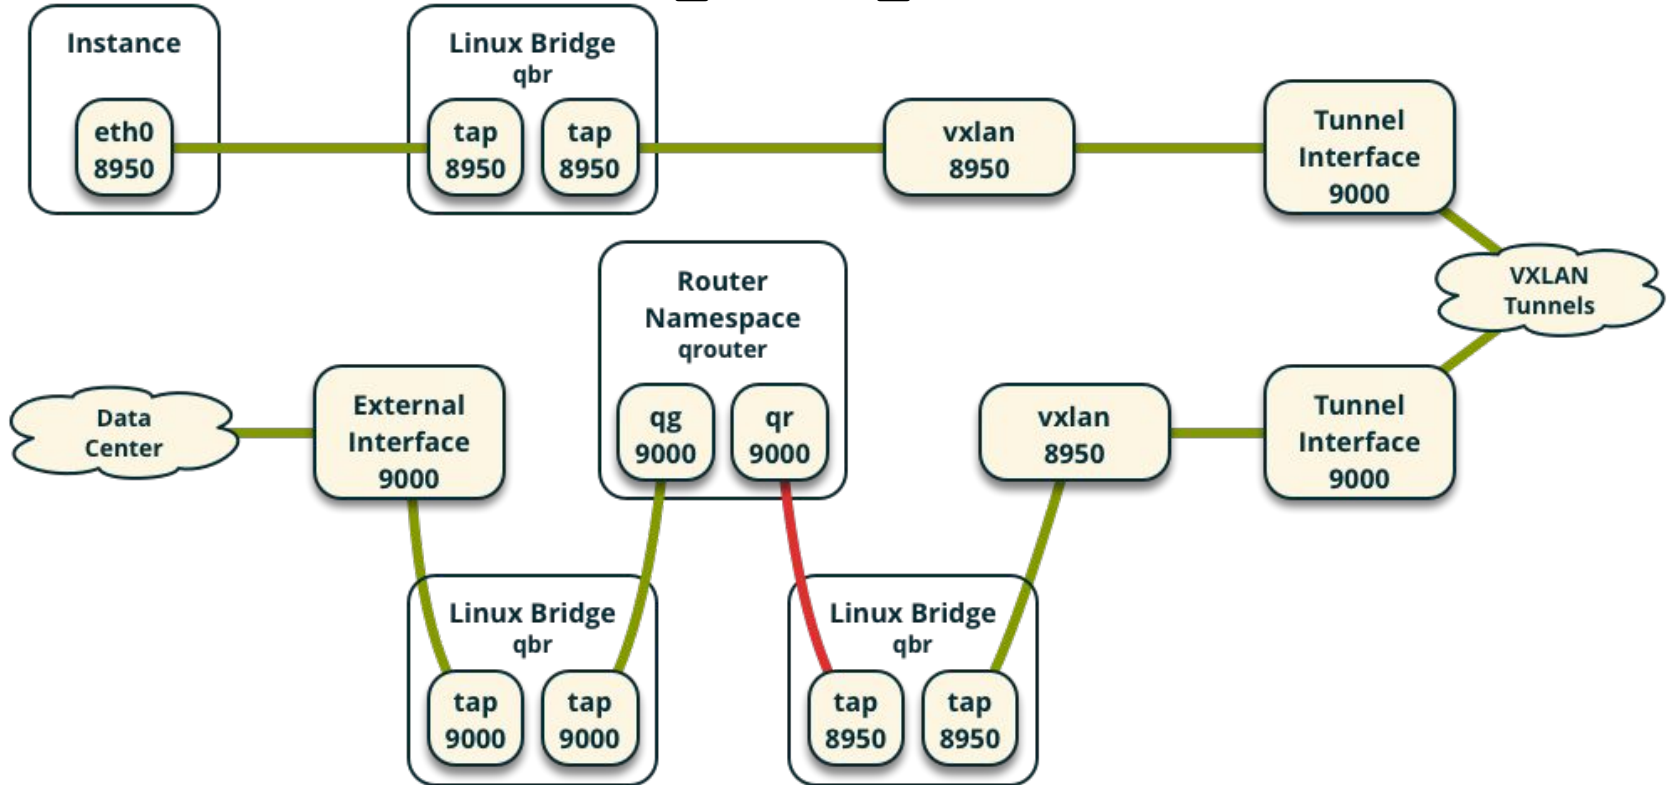 Instance
eth0
8950
Linux Bridge
qbr
tap
8950
tap
8950
vxlan
8950
Tunnel
Interface
9000
VXLAN
Tunnels
Router
Namespace
qrouter
qg
9000
qr
9000
Data
Center
External
Interface
9000
vxlan
8950
Tunnel
Interface
9000
Linux Bridge
qbr
tap
9000
tap
9000
Linux Bridge
qbr
tap
8950
tap
8950